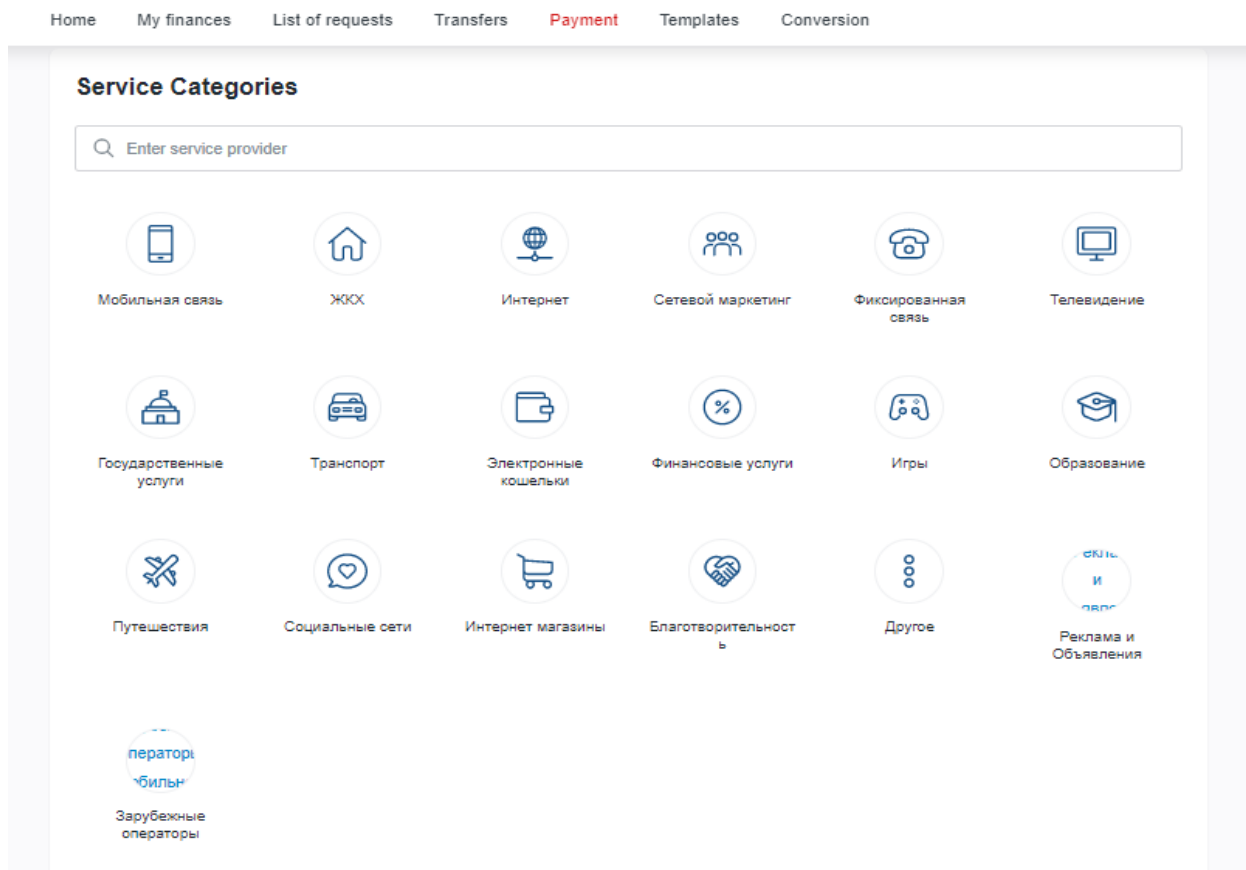 Home My finances List of requests Transfers Payment Templates Conversion
Service Categories
Enter service provider
Мобильная связь
ЖКХ
Интернет
Сетевой маркетинг
Фиксированная
связь
Телевидение
Государственные
услуги
Транспорт
Электронные
кошельки
Финансовые услуги
Игры
Образование
Путешествия
Социальные сети
Интернет магазины
Благотворительност
ь
Другое
и
Реклама и
Объявления
Зарубежные
операторы